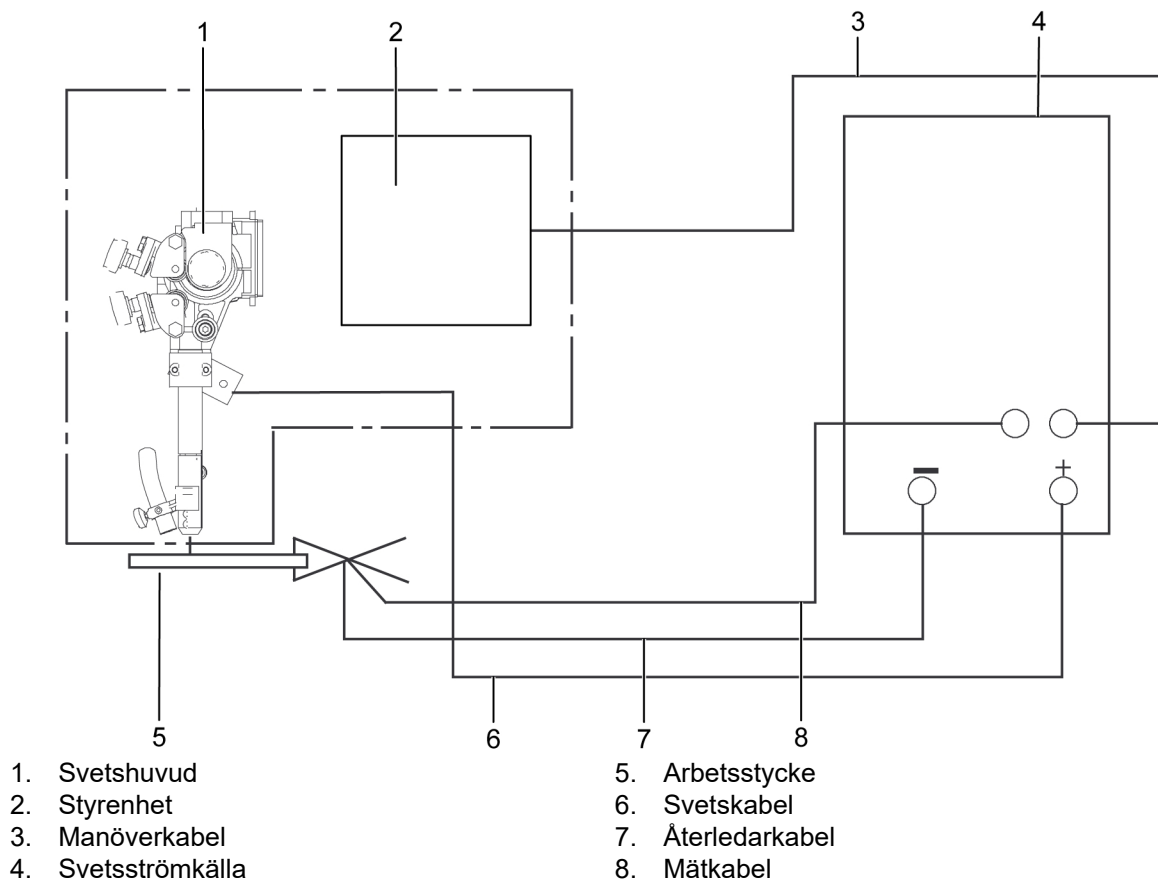 1
2
3
4
+
5
6
7
8
1. Svetshuvud
2. Styrenhet
3. Manöverkabel
4. Svetsströmkälla
5. Arbetsstycke
6. Svetskabel
7. Återledarkabel
8. Mätkabel